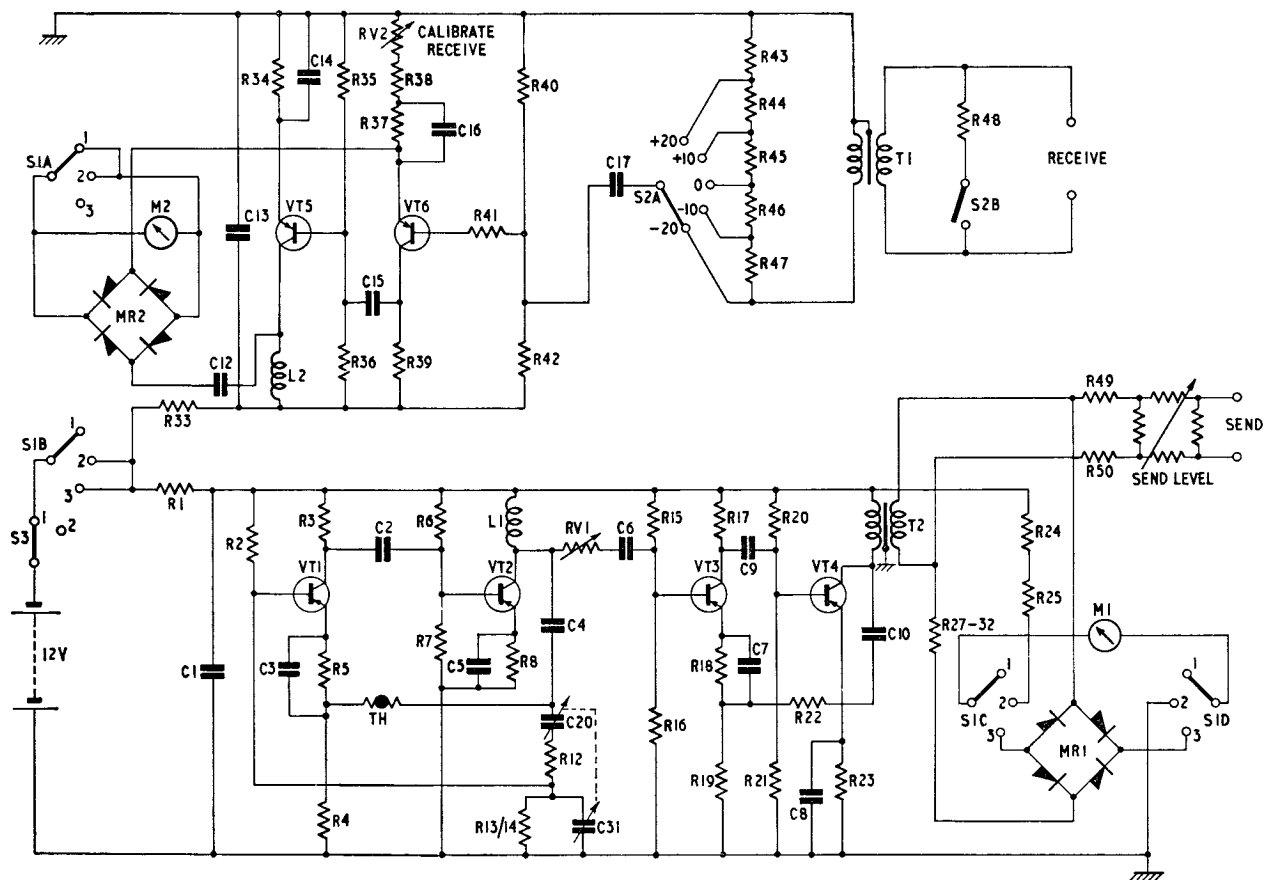 RV2
CALIBRATE
RECEIVE
C14
R34
R35
R38
R37
C16
R40
R43
R44
+20
+10
R45
0
R46
-10
-20
R47
T1
R48
S2B
RECEIVE
S1A
1
2
3
M2
C13
VT5
VT6
R41
C17
S2A
C15
MR2
C12
L2
R36
R39
R42
R33
S1B
1
2
3
R1
S3
1
2
12V
C1
R2
R3
C2
R6
L1
RV1
C6
R15
R17
C9
R20
T2
R49
R50
SEND
SEND LEVEL
R24
R25
VT1
VT2
VT3
VT4
C3
R5
R7
C5
R8
C4
TH
C20
R12
R4
R13/14
C31
R16
R18
C7
R22
C10
R19
R21
C8
R23
R27-32
M1
S1C
1
2
3
MR1
S1D
1
2
3